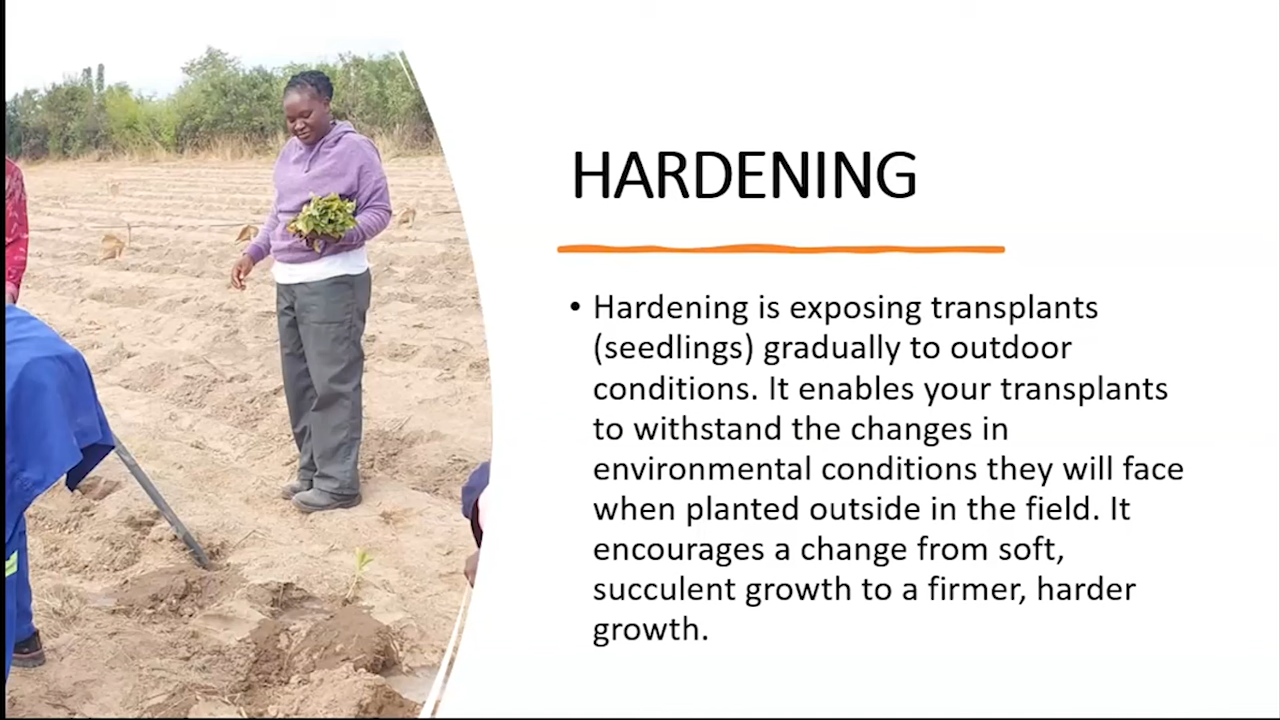 HARDENING
• Hardening is exposing transplants
(seedlings) gradually to outdoor
conditions. It enables your transplants
to withstand the changes in
environmental conditions they will face
when planted outside in the field. It
encourages a change from soft,
succulent growth to a firmer, harder
growth.